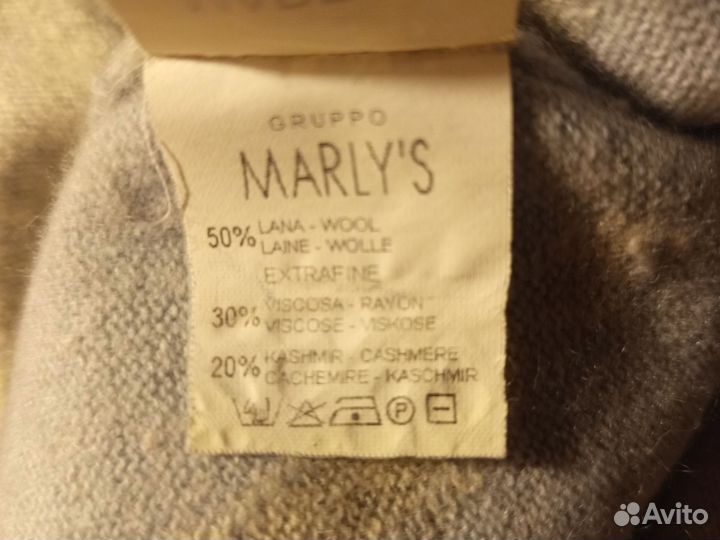 GRUPPO
MARLY'S
50% LANA - WOOL
LAINE - WOLLE
EXTRAFINE
30% VISCOSA - RAYON
VISCOSE - VISKOSE
20% KASHMIR - CASHMERE
CACHEMIRE - KASCHMIR
P
Avito